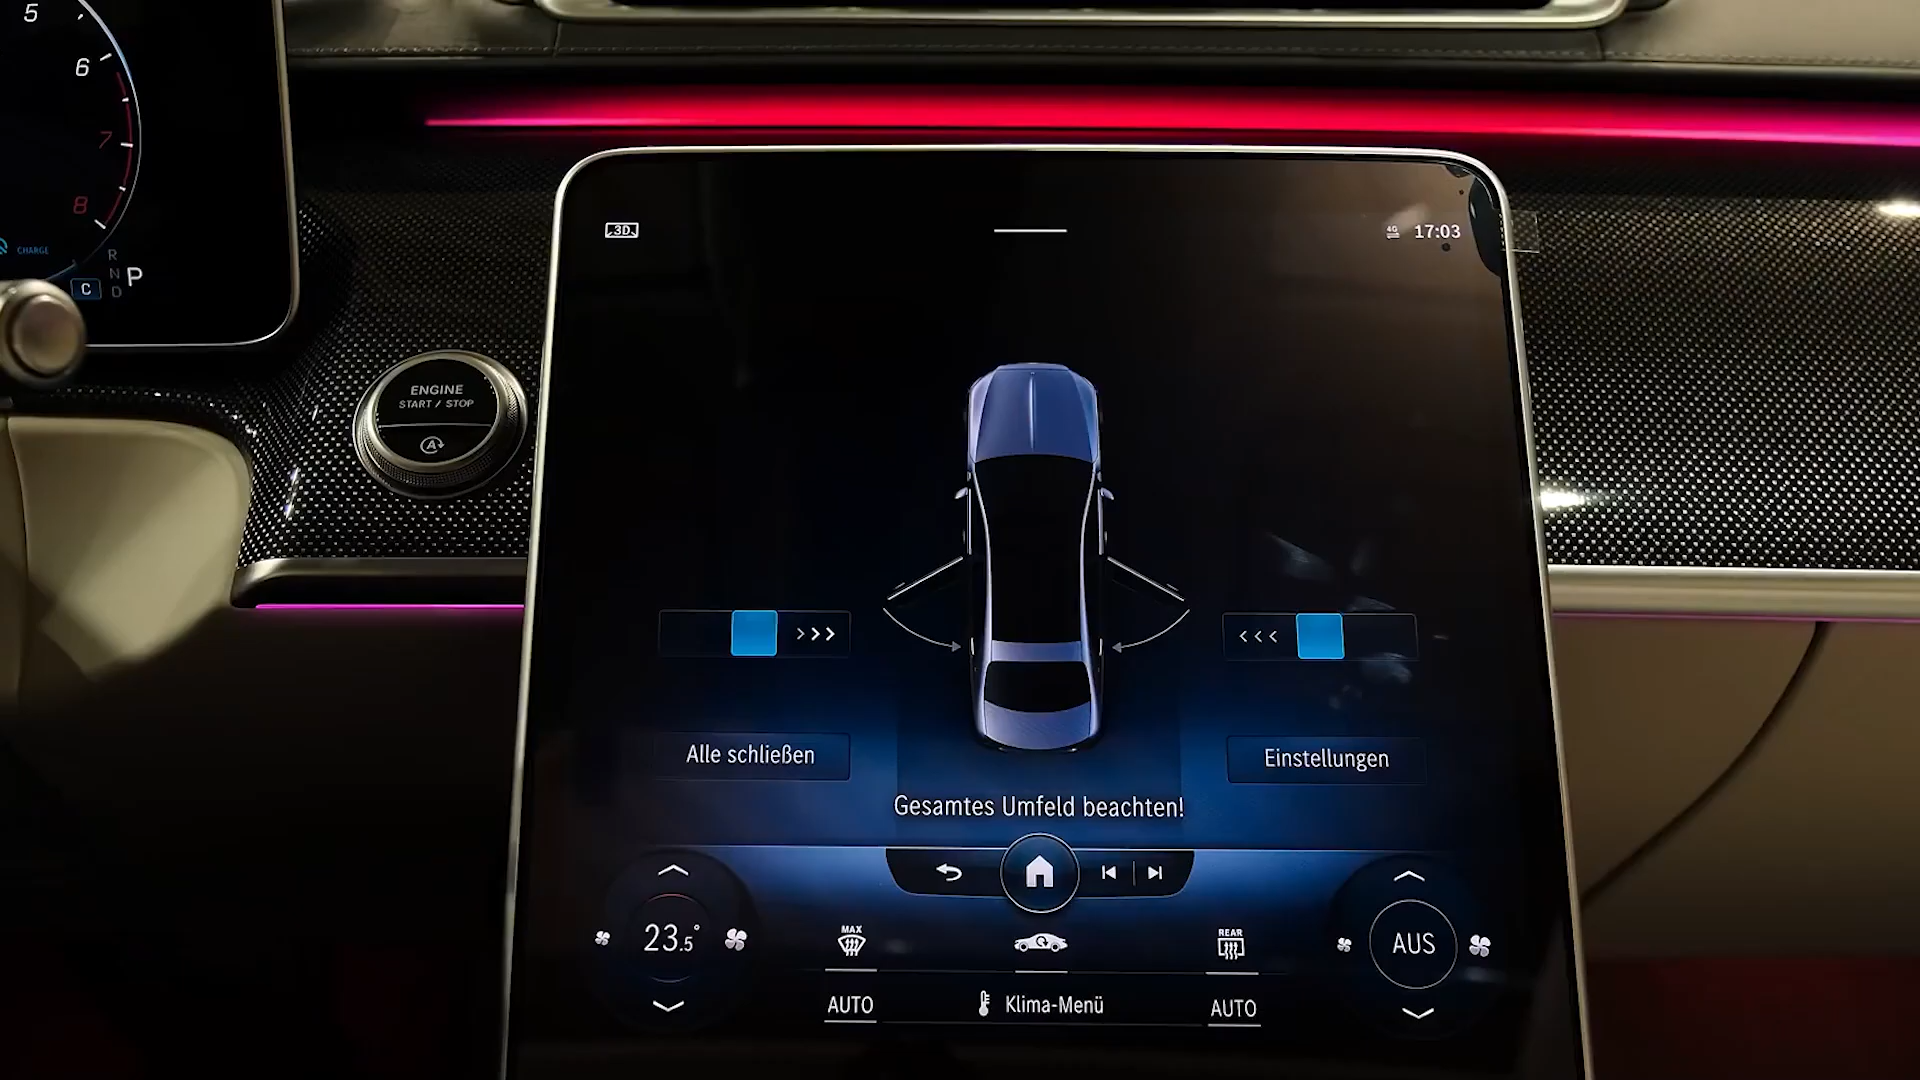 5
6
7
8
CHARGE
R
N P
C D
ENGINE
START / STOP
A
3D
4G 17:03
>>>
<<<
Alle schließen
Einstellungen
Gesamtes Umfeld beachten!
23.5°
MAX
REAR
AUS
AUTO
Klima-Menü
AUTO